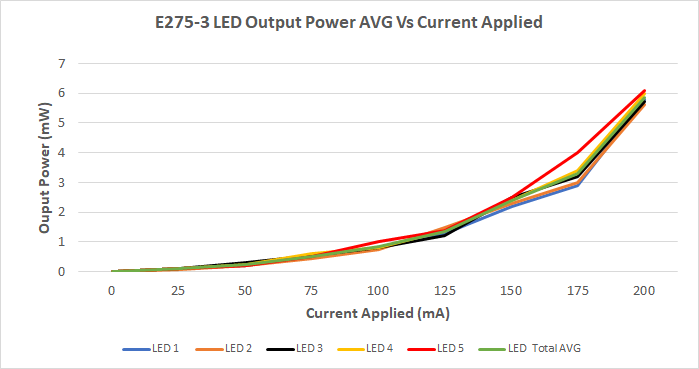 E275-3 LED Output Power AVG Vs Current Applied
7
6
5
4
3
2
1
0
Ouput Power (mW)
0 25 50 75 100 125 150 175 200
Current Applied (mA)
LED 1 LED 2 LED 3 LED 4 LED 5 LED Total AVG